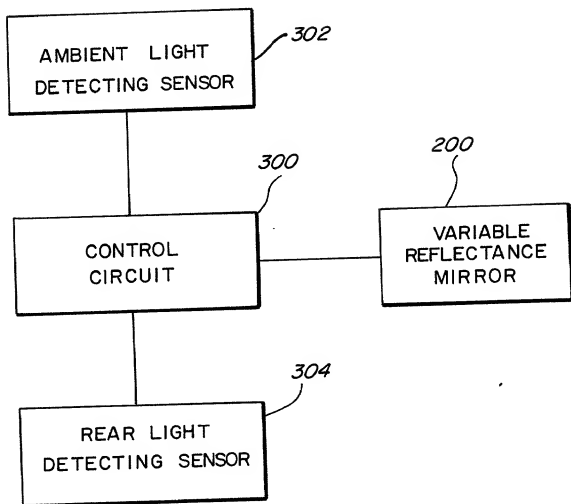 302
AMBIENT LIGHT
DETECTING SENSOR
300
200
CONTROL
CIRCUIT
VARIABLE
REFLECTANCE
MIRROR
304
REAR LIGHT
DETECTING SENSOR